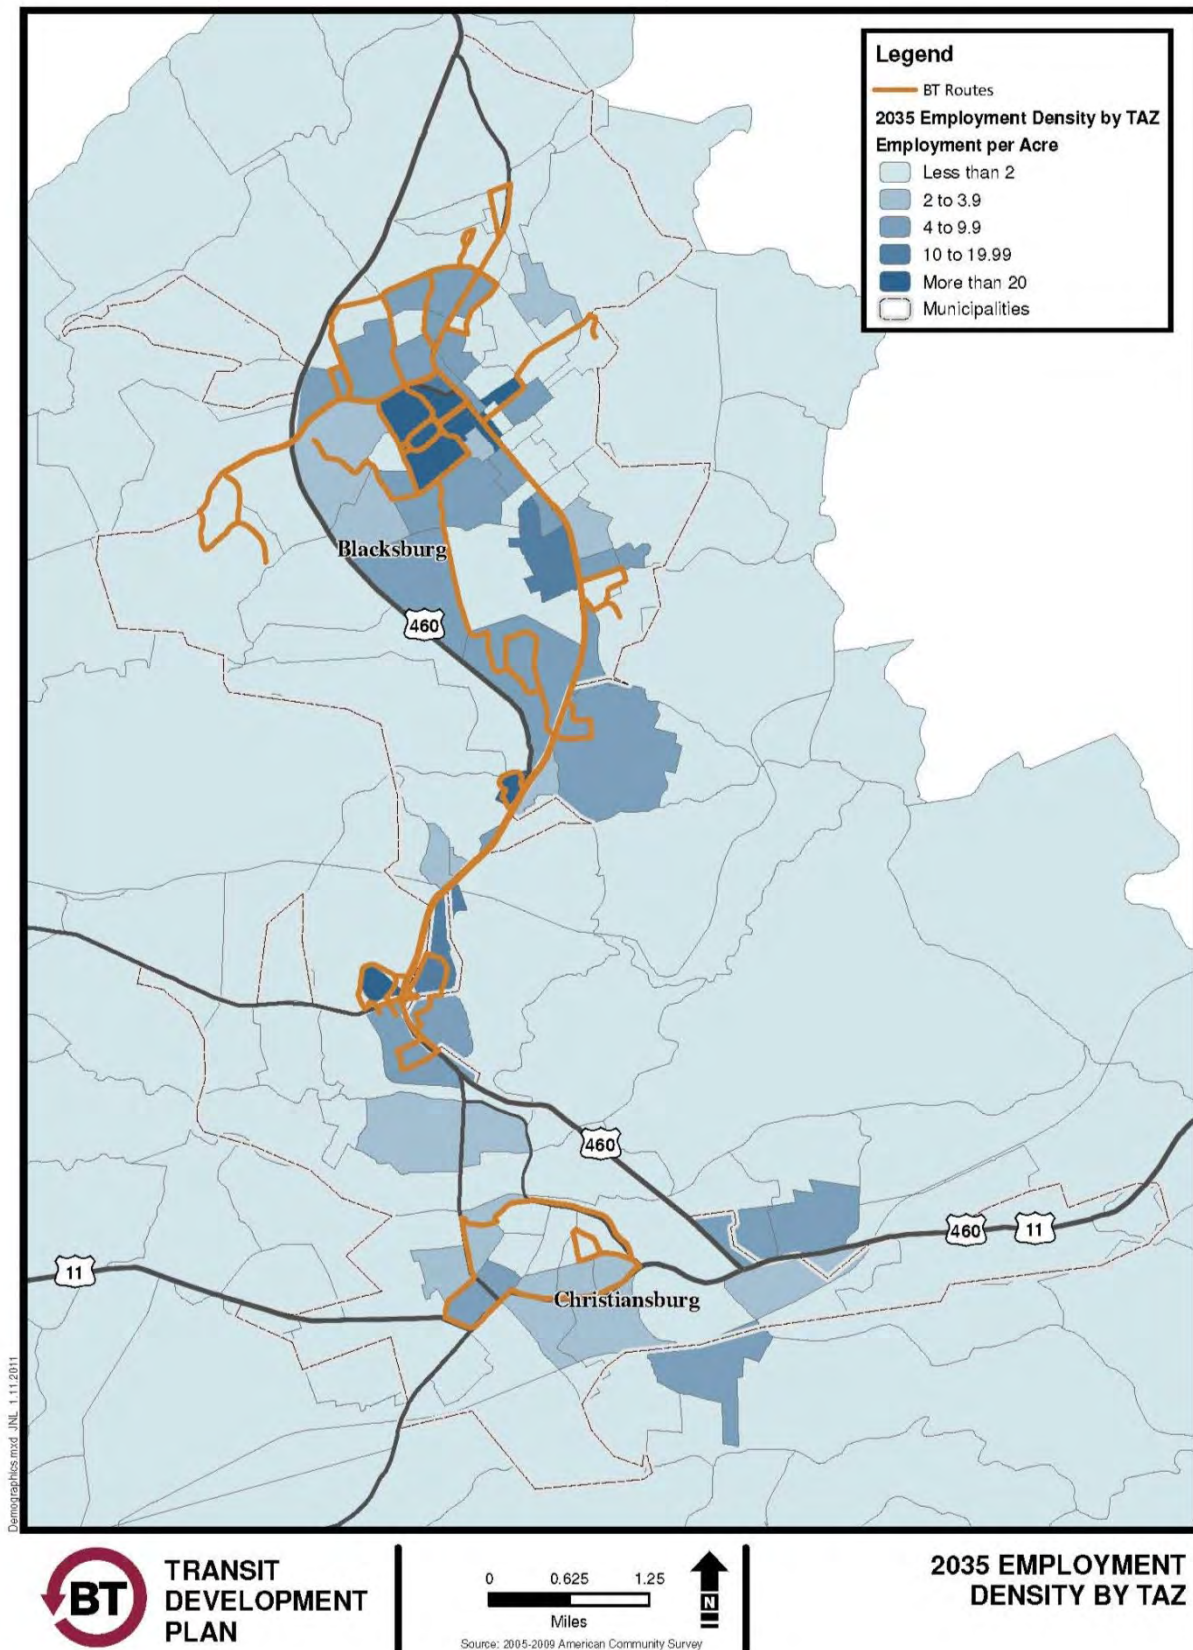 Legend
BT Routes
2035 Employment Density by TAZ
Employment per Acre
Less than 2
2 to 3.9
4 to 9.9
10 to 19.99
More than 20
Municipalities
Blacksburg
460
460
460
11
11
Christiansburg
Demographics.mxd JNL 1.11.2011
BT
TRANSIT
DEVELOPMENT
PLAN
0 0.625 1.25
Miles
N
Source: 2005-2009 American Community Survey
2035 EMPLOYMENT
DENSITY BY TAZ